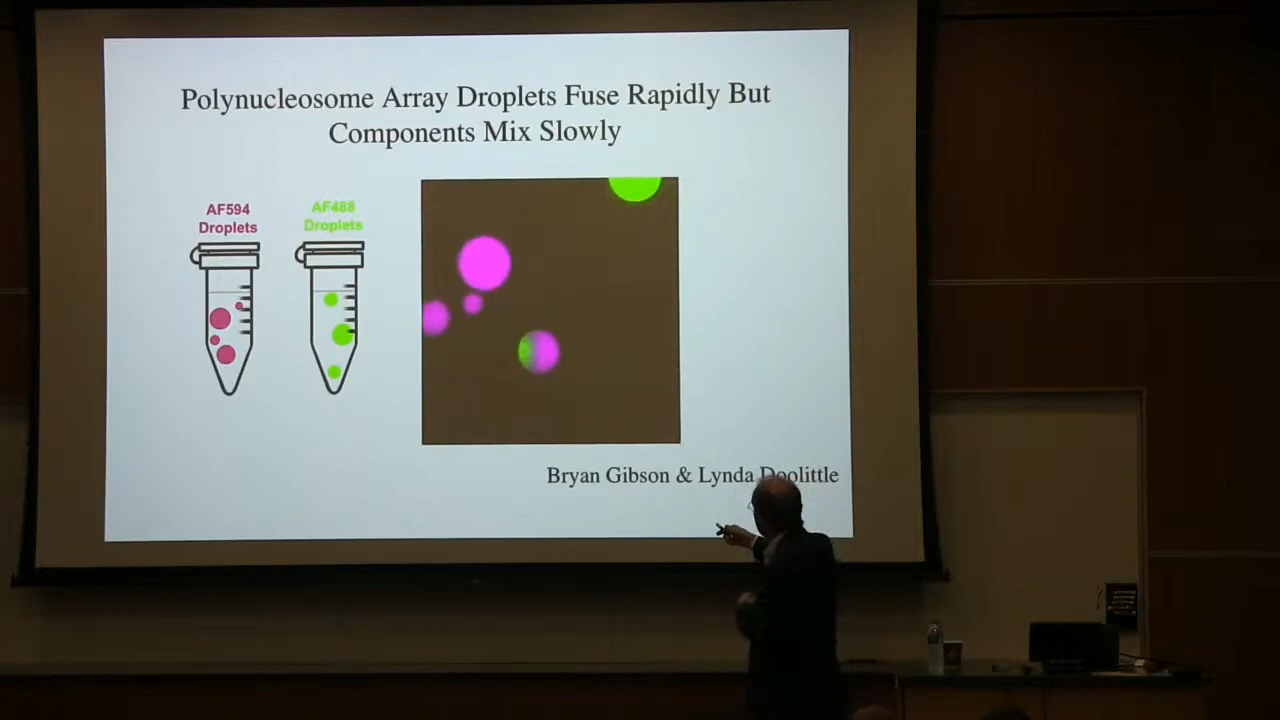 Polynucleosome Array Droplets Fuse Rapidly But
Components Mix Slowly
AF594
Droplets
AF488
Droplets
Bryan Gibson & Lynda Doolittle